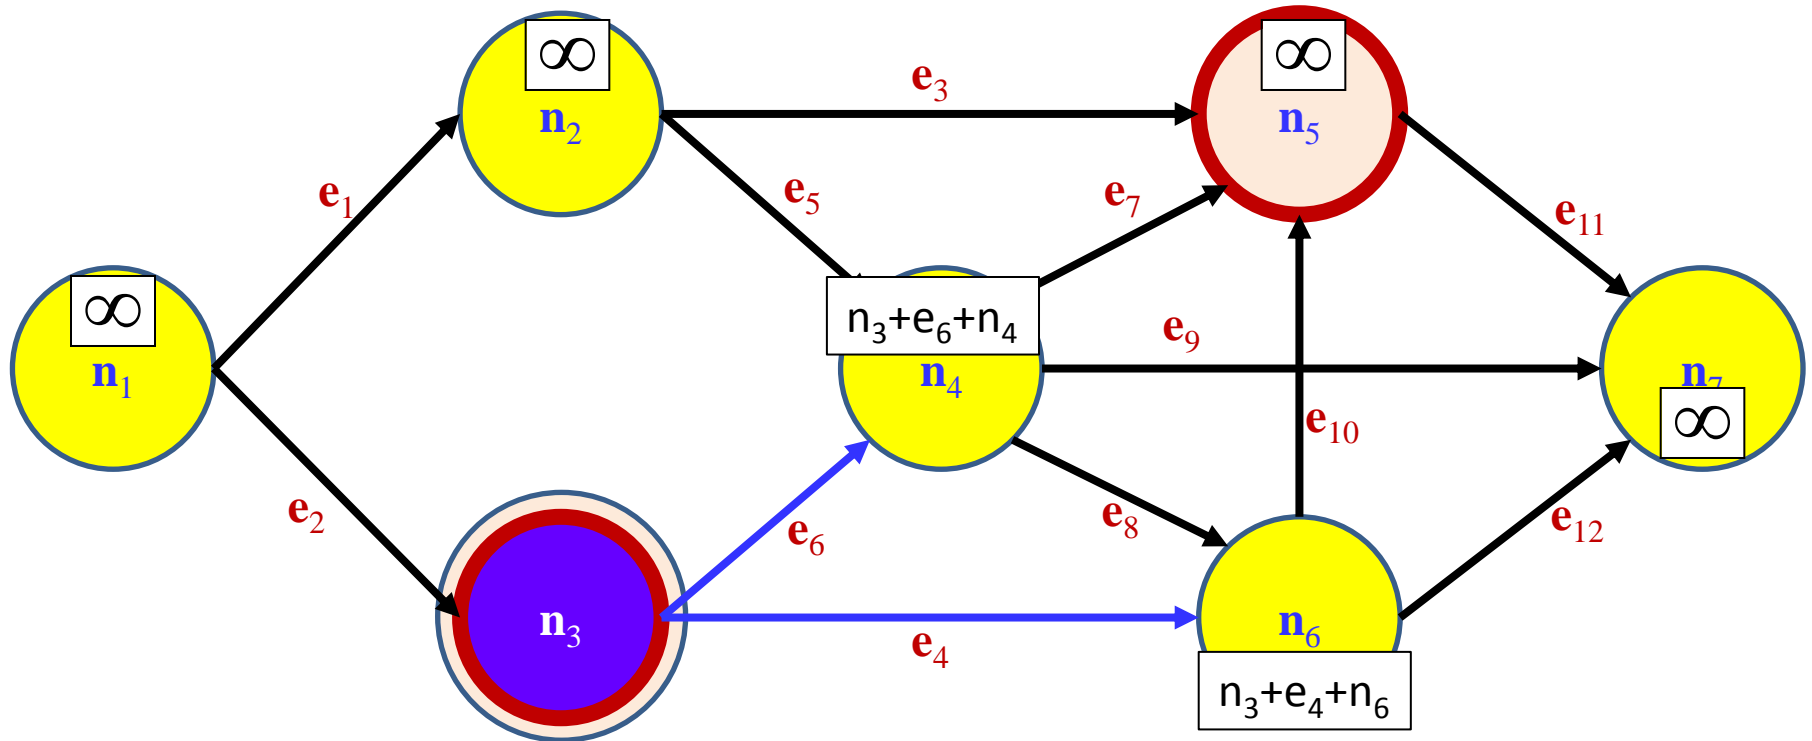 ∞
n₂
e₃
∞
n₅
e₁
e₅
e₇
e₁₁
∞
n₁
n₃+e₆+n₄
n₄
e₉
n₇
∞
e₁₀
e₂
e₆
e₈
e₁₂
n₃
e₄
n₆
n₃+e₄+n₆